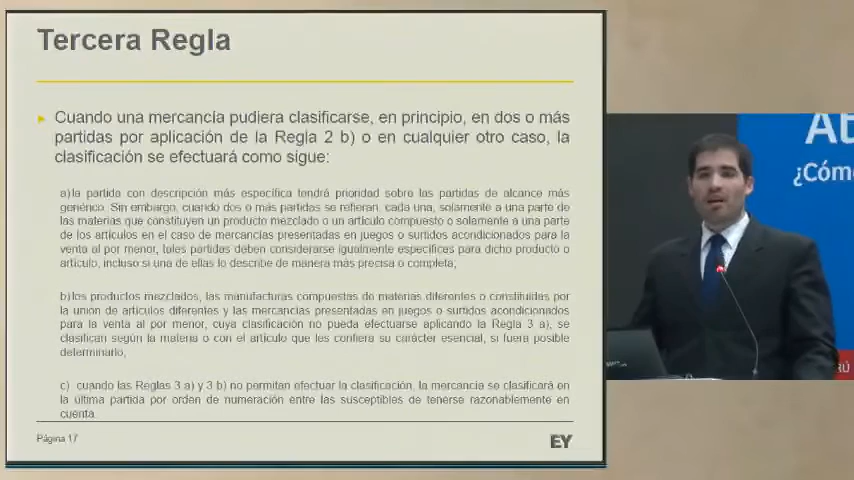 Tercera Regla
Cuando una mercancía pudiera clasificarse, en principio, en dos o más
partidas por aplicación de la Regla 2 b) o en cualquier otro caso, la
clasificación se efectuará como sigue:
a) la partida con descripción más específica tendrá prioridad sobre las partidas de alcance más
genérico. Sin embargo, cuando dos o más partidas se refieran, cada una, solamente a una parte de
las materias que constituyen un producto mezclado o un artículo compuesto o solamente a una parte
de los artículos en el caso de mercancías presentadas en juegos o surtidos acondicionados para la
venta al por menor, tales partidas deben considerarse igualmente específicas para dicho producto o
artículo, incluso si una de ellas lo describe de manera más precisa o completa;
b) los productos mezclados, las manufacturas compuestas de materias diferentes o constituidas por
la unión de artículos diferentes y las mercancías presentadas en juegos o surtidos acondicionados
para la venta al por menor, cuya clasificación no pueda efectuarse aplicando la Regla 3 a), se
clasifican según la materia o con el artículo que les confiera su carácter esencial, si fuera posible
determinarlo;
c) cuando las Reglas 3 a) y 3 b) no permitan efectuar la clasificación, la mercancía se clasificará en
la última partida por orden de numeración entre las susceptibles de tenerse razonablemente en
cuenta.
Página 17
EY
¿Cóm
RÚ